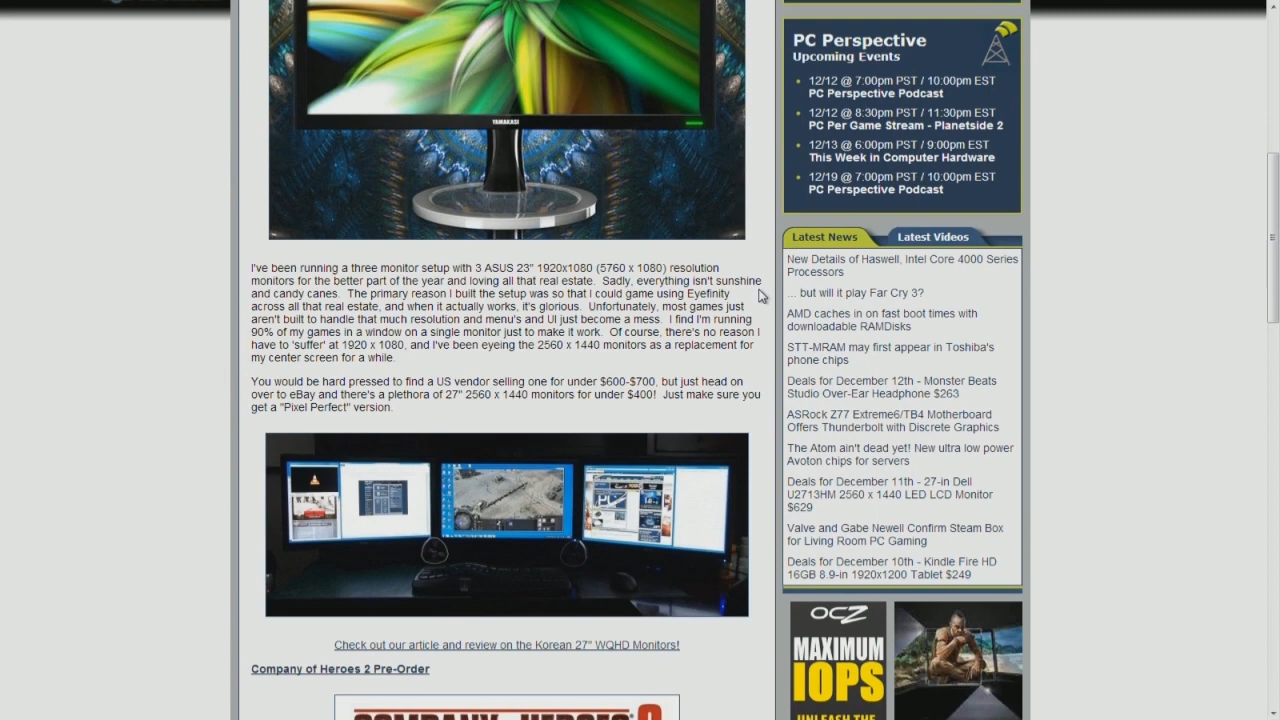 YAMAKASI
I've been running a three monitor setup with 3 ASUS 23" 1920x1080 (5760 x 1080) resolution
monitors for the better part of the year and loving all that real estate.  Sadly, everything isn't sunshine
and candy canes.  The primary reason I built the setup was so that I could game using Eyefinity
across all that real estate, and when it actually works, it's glorious.  Unfortunately, most games just
aren't built to handle that much resolution and menu's and UI just become a mess.  I find I'm running
90% of my games in a window on a single monitor just to make it work.  Of course, there's no reason I
have to 'suffer' at 1920 x 1080, and I've been eyeing the 2560 x 1440 monitors as a replacement for
my center screen for a while.
You would be hard pressed to find a US vendor selling one for under $600-$700, but just head on
over to eBay and there's a plethora of 27" 2560 x 1440 monitors for under $400!  Just make sure you
get a "Pixel Perfect" version.
Check out our article and review on the Korean 27" WQHD Monitors!
Company of Heroes 2 Pre-Order
PC Perspective
Upcoming Events
• 12/12 @ 7:00pm PST / 10:00pm EST
PC Perspective Podcast
• 12/12 @ 8:30pm PST / 11:30pm EST
PC Per Game Stream - Planetside 2
• 12/13 @ 6:00pm PST / 9:00pm EST
This Week in Computer Hardware
• 12/19 @ 7:00pm PST / 10:00pm EST
PC Perspective Podcast
Latest News Latest Videos
New Details of Haswell, Intel Core 4000 Series
Processors
... but will it play Far Cry 3?
AMD caches in on fast boot times with
downloadable RAMDisks
STT-MRAM may first appear in Toshiba's
phone chips
Deals for December 12th - Monster Beats
Studio Over-Ear Headphone $263
ASRock Z77 Extreme6/TB4 Motherboard
Offers Thunderbolt with Discrete Graphics
The Atom ain't dead yet! New ultra low power
Avoton chips for servers
Deals for December 11th - 27-in Dell
U2713HM 2560 x 1440 LED LCD Monitor
$629
Valve and Gabe Newell Confirm Steam Box
for Living Room PC Gaming
Deals for December 10th - Kindle Fire HD
16GB 8.9-in 1920x1200 Tablet $249
OCZ
MAXIMUM
IOPS
UNLEASH THE